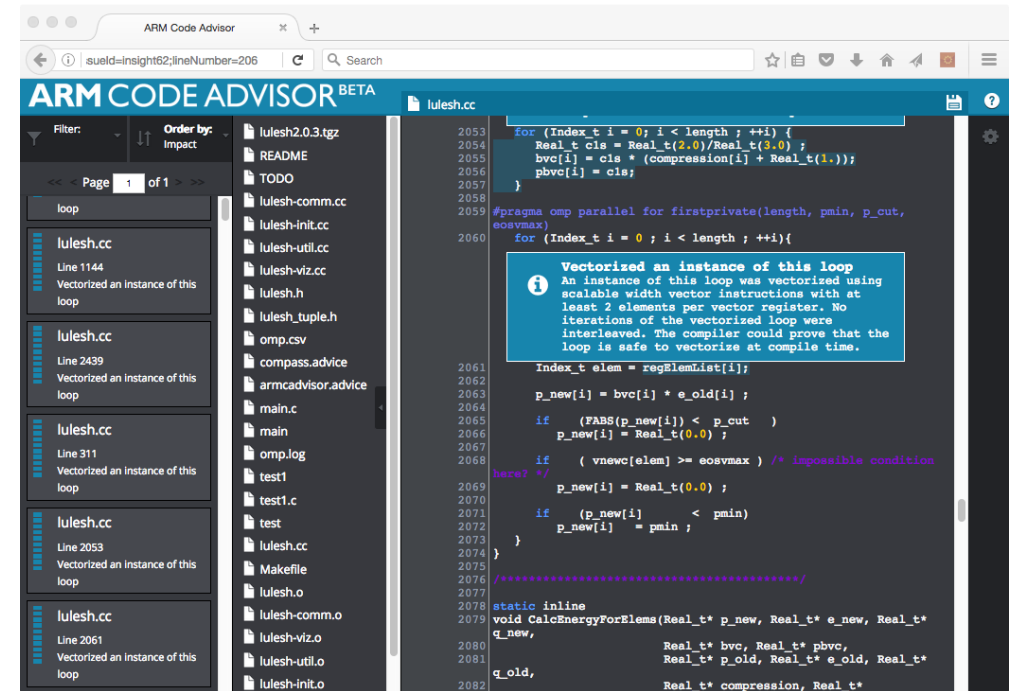 ARM Code Advisor
sueId=insight62;lineNumber=206
Search
ARM CODE ADVISOR BETA
lulesh.cc
?
Filter:
Order by:
Impact
<< < Page 1 of 1 > >>
loop
lulesh.cc
Line 1144
Vectorized an instance of this
loop
lulesh.cc
Line 2439
Vectorized an instance of this
loop
lulesh.cc
Line 311
Vectorized an instance of this
loop
lulesh.cc
Line 2053
Vectorized an instance of this
loop
lulesh.cc
Line 2061
Vectorized an instance of this
loop
lulesh2.0.3.tgz
README
TODO
lulesh-comm.cc
lulesh-init.cc
lulesh-util.cc
lulesh-viz.cc
lulesh.h
lulesh_tuple.h
omp.csv
compass.advice
armcadvisor.advice
main.c
main
omp.log
test1
test1.c
test
lulesh.cc
Makefile
lulesh.o
lulesh-comm.o
lulesh-viz.o
lulesh-util.o
lulesh-init.o
2053 for (Index_t i = 0; i < length ; ++i) {
2054 Real_t c1s = Real_t(2.0)/Real_t(3.0) ;
2055 bvc[i] = c1s * (compression[i] + Real_t(1.));
2056 pbvc[i] = c1s;
2057 }
2058
2059 #pragma omp parallel for firstprivate(length, pmin, p_cut,
eosvmax)
2060 for (Index_t i = 0 ; i < length ; ++i){
Vectorized an instance of this loop
An instance of this loop was vectorized using
scalable width vector instructions with at
least 2 elements per vector register. No
iterations of the vectorized loop were
interleaved. The compiler could prove that the
loop is safe to vectorize at compile time.
2061 Index_t elem = regElemList[i];
2062
2063 p_new[i] = bvc[i] * e_old[i] ;
2064
2065 if (FABS(p_new[i]) < p_cut )
2066 p_new[i] = Real_t(0.0) ;
2067
2068 if ( vnewc[elem] >= eosvmax ) /* impossible condition
here? */
2069 p_new[i] = Real_t(0.0) ;
2070
2071 if (p_new[i] < pmin)
2072 p_new[i] = pmin ;
2073 }
2074 }
2075
2076 /******************************************/
2077
2078 static inline
2079 void CalcEnergyForElems(Real_t* p_new, Real_t* e_new, Real_t*
q_new,
2080 Real_t* bvc, Real_t* pbvc,
2081 Real_t* p_old, Real_t* e_old, Real_t*
q_old,
2082 Real_t* compression, Real_t*